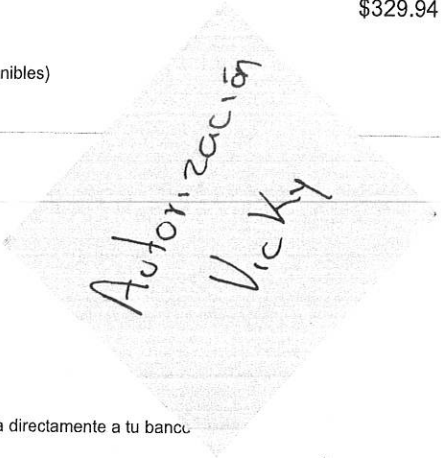 $329.94
nibles)
Autorización
Vicky
a directamente a tu banco